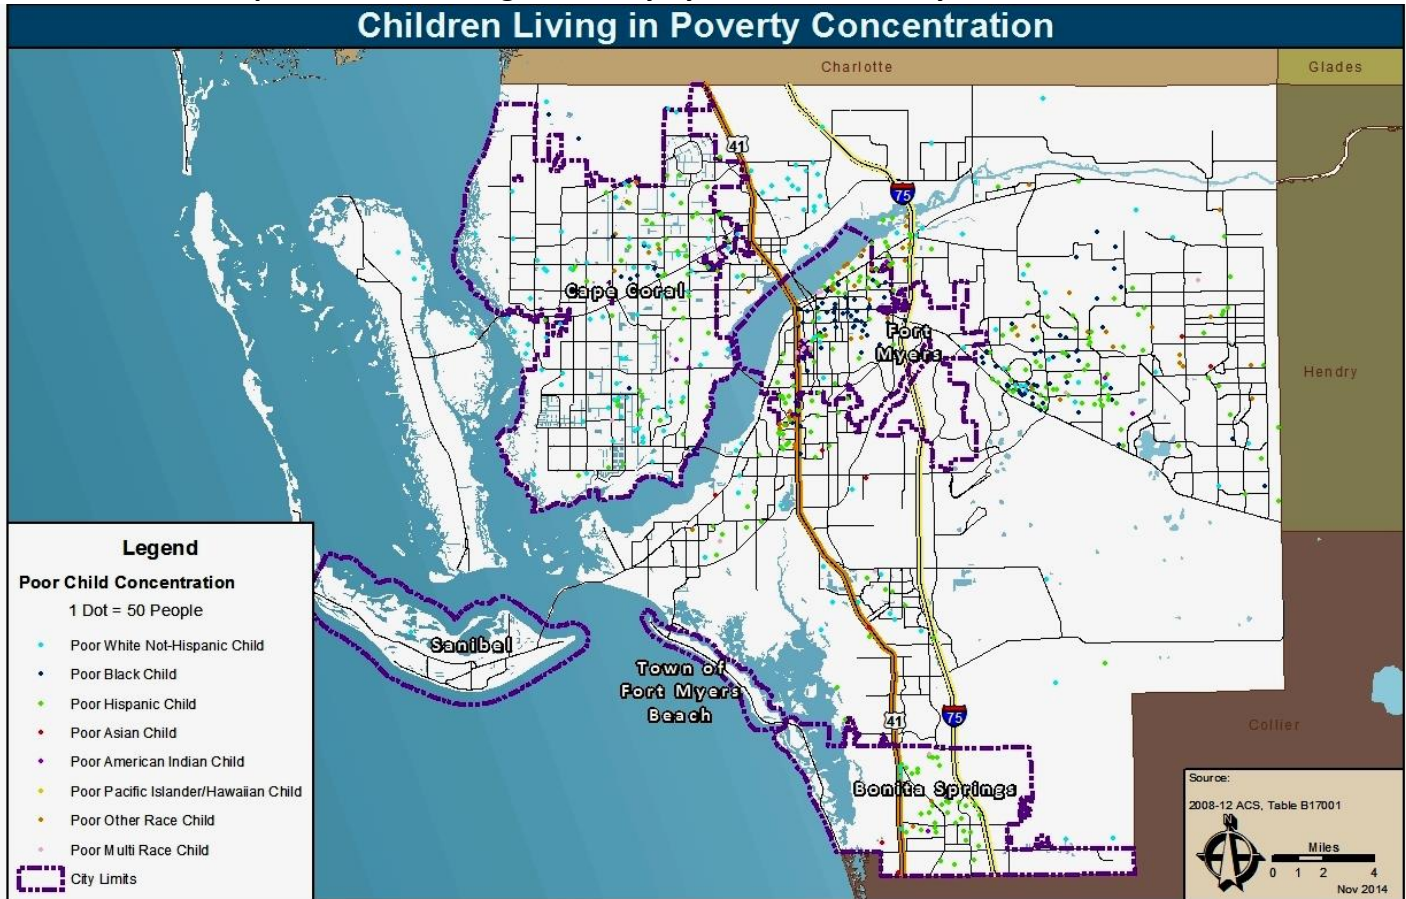 Children Living in Poverty Concentration
Charlotte
Glades
41
75
Cape Coral
Fort
Myers
Hendry
Legend
Poor Child Concentration
1 Dot = 50 People
Poor White Not-Hispanic Child
Poor Black Child
Poor Hispanic Child
Poor Asian Child
Poor American Indian Child
Poor Pacific Islander/Hawaiian Child
Poor Other Race Child
Poor Multi Race Child
City Limits
Sanibel
Town of
Fort Myers
Beach
41
75
Collier
Bonita Springs
Source:
2008-12 ACS, Table B17001
N
Miles
0 1 2 4
Nov 2014